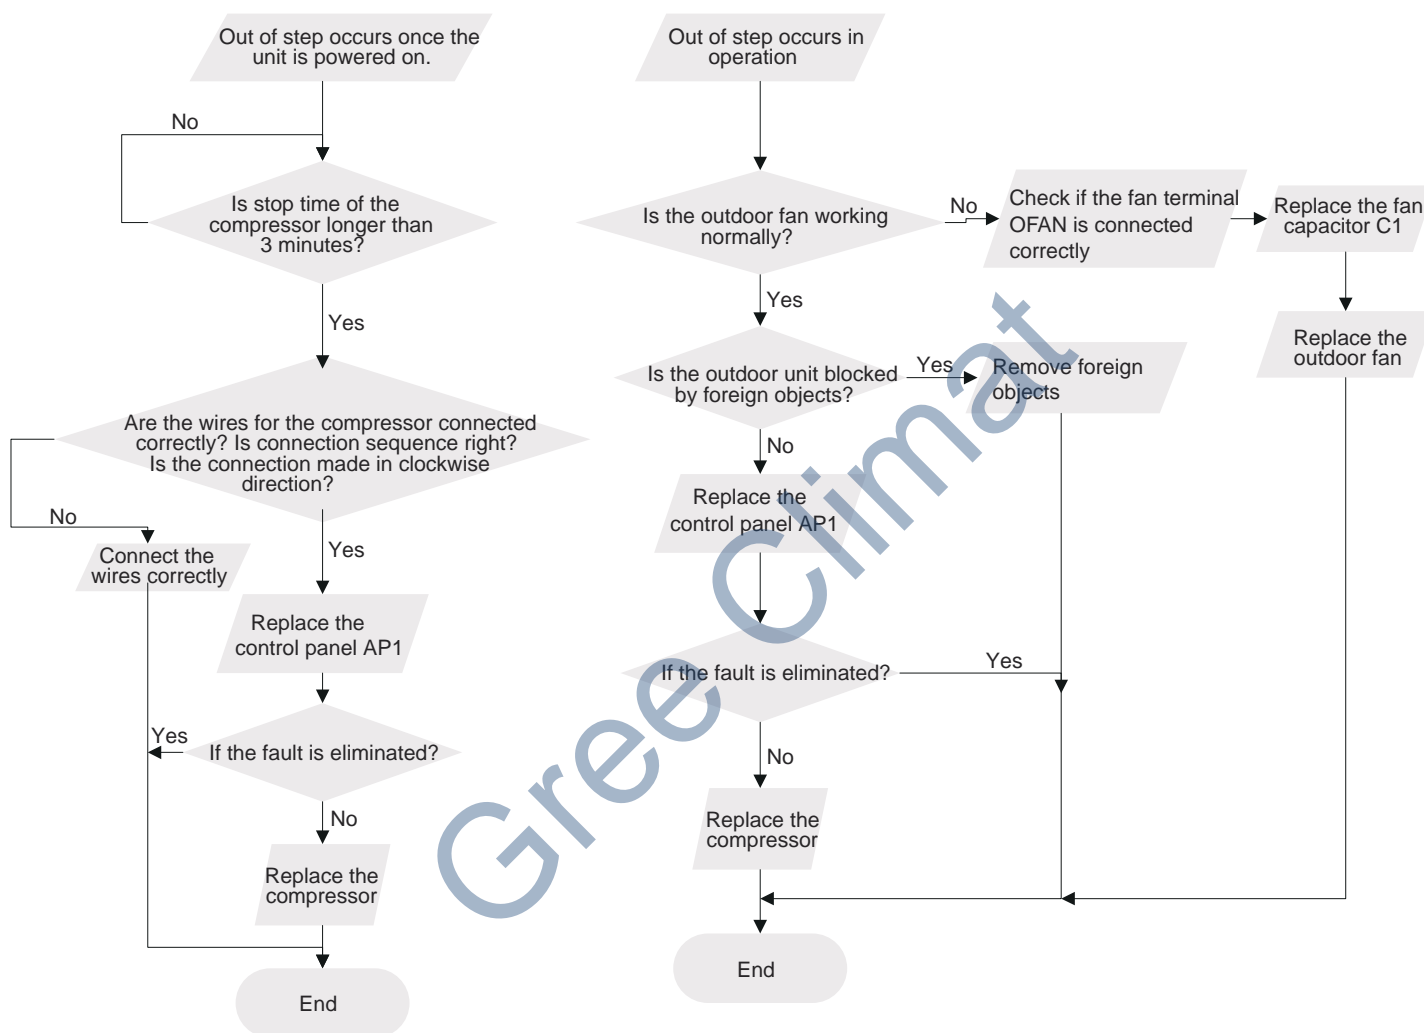 Out of step occurs once the
unit is powered on.
No
Is stop time of the
compressor longer than
3 minutes?
Yes
Are the wires for the compressor connected
correctly? Is connection sequence right?
Is the connection made in clockwise
direction?
No
Connect the
wires correctly
Yes
Replace the
control panel AP1
Yes
If the fault is eliminated?
No
Replace the
compressor
End
Out of step occurs in
operation
Is the outdoor fan working
normally?
No
Check if the fan terminal
OFAN is connected
correctly
Replace the fan
capacitor C1
Replace the
outdoor fan
Yes
Is the outdoor unit blocked
by foreign objects?
Yes
Remove foreign
objects
No
Replace the
control panel AP1
If the fault is eliminated?
Yes
No
Replace the
compressor
End
Gree Climat